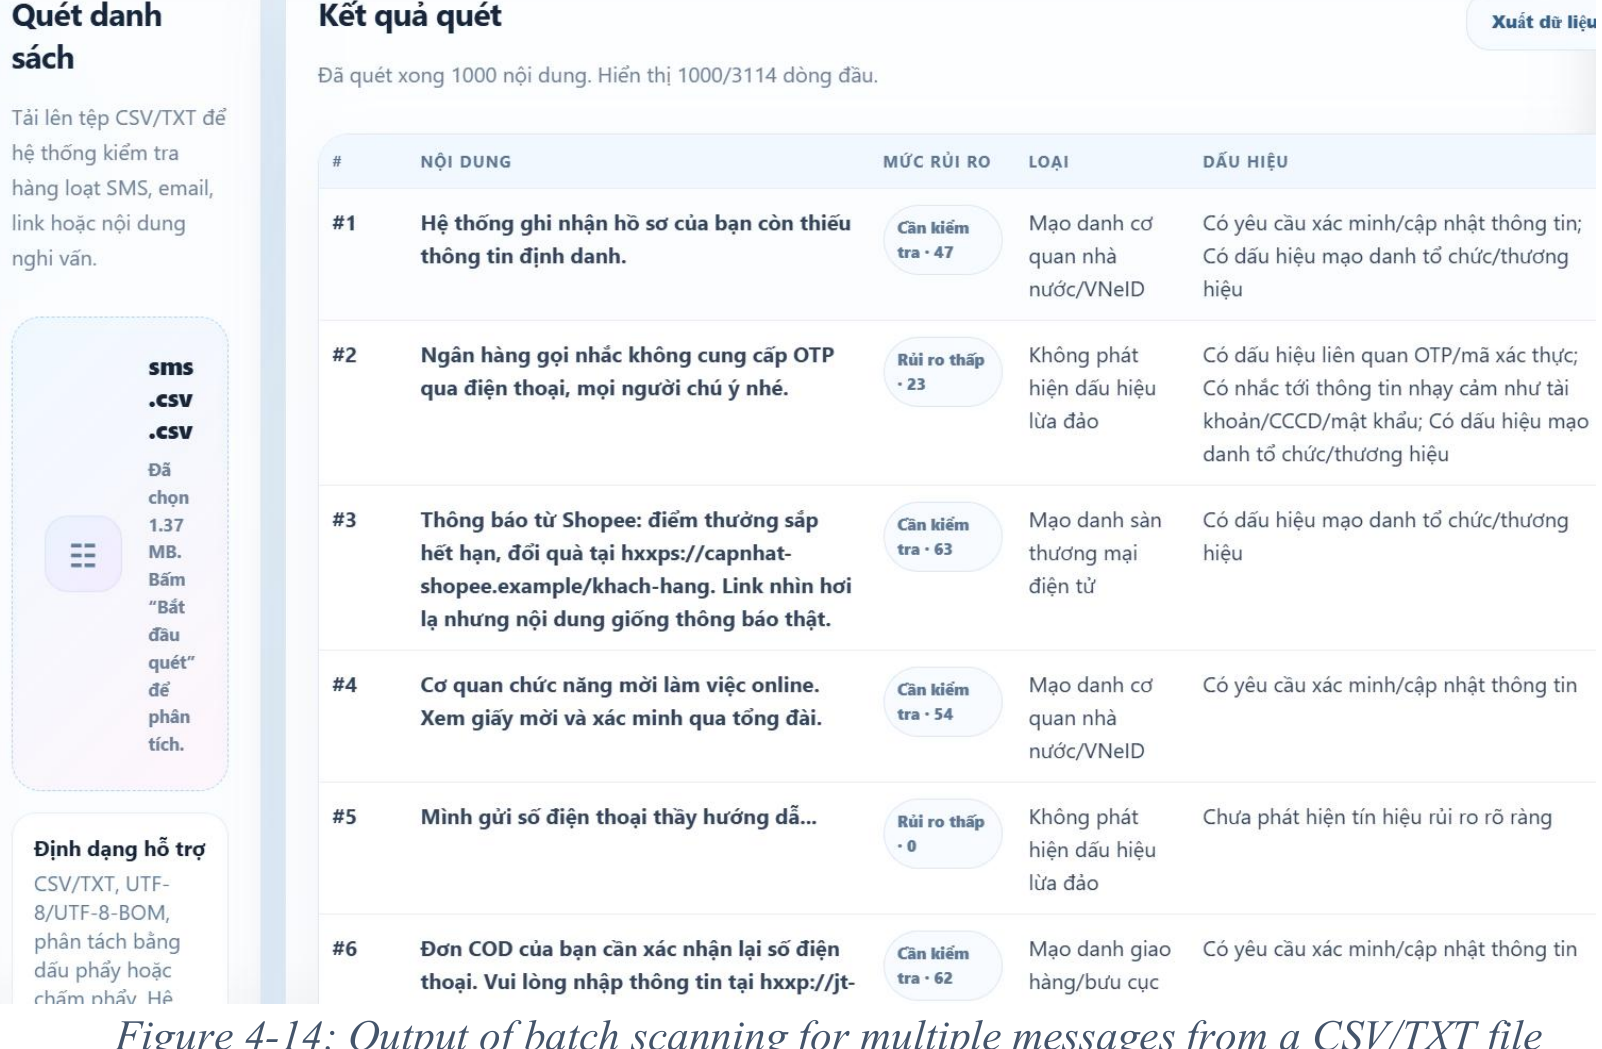 Quét danh
sách
Tải lên tệp CSV/TXT để
hệ thống kiểm tra
hàng loạt SMS, email,
link hoặc nội dung
nghi vấn.
sms
.csv
.csv
Đã
chọn
1.37
MB.
Bấm
“Bắt
đầu
quét”
để
phân
tích.
Định dạng hỗ trợ
CSV/TXT, UTF-
8/UTF-8-BOM,
phân tách bằng
dấu phẩy hoặc
chấm phẩy. Hệ
Kết quả quét
Xuất dữ liệu
Đã quét xong 1000 nội dung. Hiển thị 1000/3114 dòng đầu.
# NỘI DUNG MỨC RỦI RO LOẠI DẤU HIỆU
#1 Hệ thống ghi nhận hồ sơ của bạn còn thiếu Cần kiểm Mạo danh cơ Có yêu cầu xác minh/cập nhật thông tin;
thông tin định danh. tra · 47 quan nhà Có dấu hiệu mạo danh tổ chức/thương
nước/VNeID hiệu
#2 Ngân hàng gọi nhắc không cung cấp OTP Rủi ro thấp Không phát Có dấu hiệu liên quan OTP/mã xác thực;
qua điện thoại, mọi người chú ý nhé. · 23 hiện dấu hiệu Có nhắc tới thông tin nhạy cảm như tài
lừa đảo khoản/CCCD/mật khẩu; Có dấu hiệu mạo
danh tổ chức/thương hiệu
#3 Thông báo từ Shopee: điểm thưởng sắp Cần kiểm Mạo danh sàn Có dấu hiệu mạo danh tổ chức/thương
hết hạn, đổi quà tại hxxps://capnhat- tra · 63 thương mại hiệu
shopee.example/khach-hang. Link nhìn hơi điện tử
lạ nhưng nội dung giống thông báo thật.
#4 Cơ quan chức năng mời làm việc online. Cần kiểm Mạo danh cơ Có yêu cầu xác minh/cập nhật thông tin
Xem giấy mời và xác minh qua tổng đài. tra · 54 quan nhà
nước/VNeID
#5 Mình gửi số điện thoại thầy hướng dẫ... Rủi ro thấp Không phát Chưa phát hiện tín hiệu rủi ro rõ ràng
· 0 hiện dấu hiệu
lừa đảo
#6 Đơn COD của bạn cần xác nhận lại số điện Cần kiểm Mạo danh giao Có yêu cầu xác minh/cập nhật thông tin
thoại. Vui lòng nhập thông tin tại hxxp://jt- tra · 62 hàng/bưu cục
Figure 4-14: Output of batch scanning for multiple messages from a CSV/TXT file